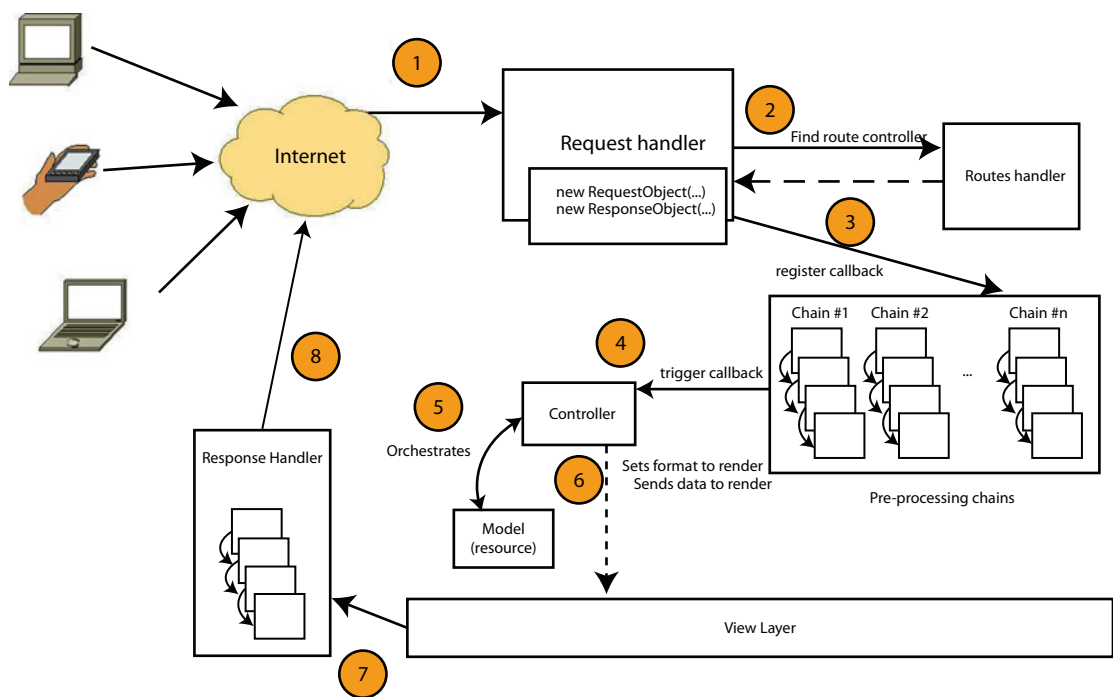 1
Internet
Request handler
new RequestObject(...)
new ResponseObject(...)
2
Find route controller
Routes handler
3
register callback
Chain #1
Chain #2
Chain #n
...
Pre-processing chains
4
trigger callback
Controller
5
Orchestrates
Model
(resource)
6
Sets format to render
Sends data to render
View Layer
7
Response Handler
8